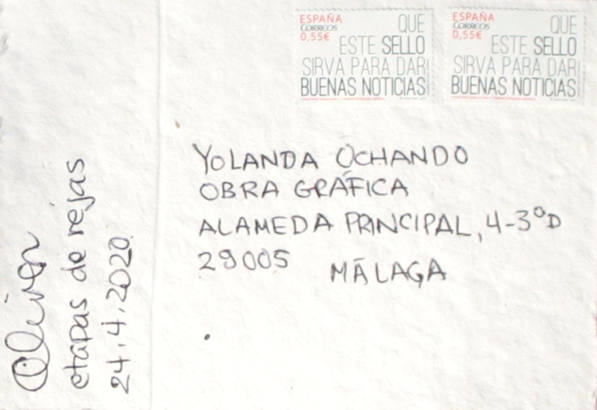 ESPAÑA
CORREOS
0,55€
QUE
ESTE SELLO
SIRVA PARA DAR
BUENAS NOTICIAS
ESPAÑA
CORREOS
0,55€
QUE
ESTE SELLO
SIRVA PARA DAR
BUENAS NOTICIAS
YOLANDA OCHANDO
OBRA GRÁFICA
ALAMEDA PRINCIPAL, 4-3ºD
29005 MÁLAGA
Oliver
etapas de rejas
24.4.2020